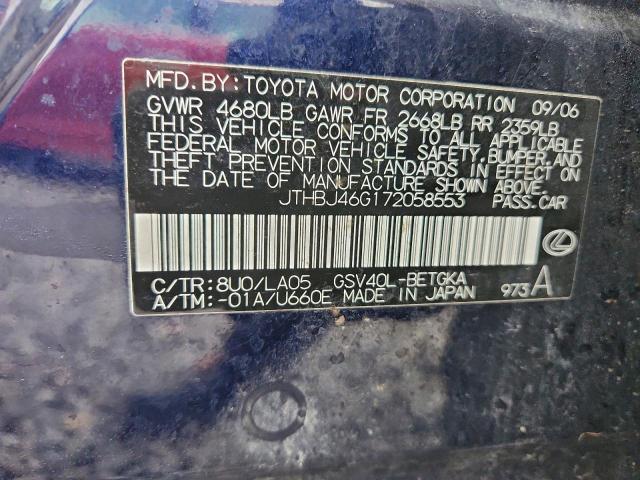 MFD. BY: TOYOTA MOTOR CORPORATION 09/06
GVWR 4680LB GAWR FR 2668LB RR 2359LB
THIS VEHICLE CONFORMS TO ALL APPLICABLE
FEDERAL MOTOR VEHICLE SAFETY, BUMPER, AND
THEFT PREVENTION STANDARDS IN EFFECT ON
THE DATE OF MANUFACTURE SHOWN ABOVE.
JTHBJ46G172058553 PASS. CAR
C/TR: 8U0/LA05 GSV40L-BETGKA
A/TM: -01A/U660E MADE IN JAPAN 973 A